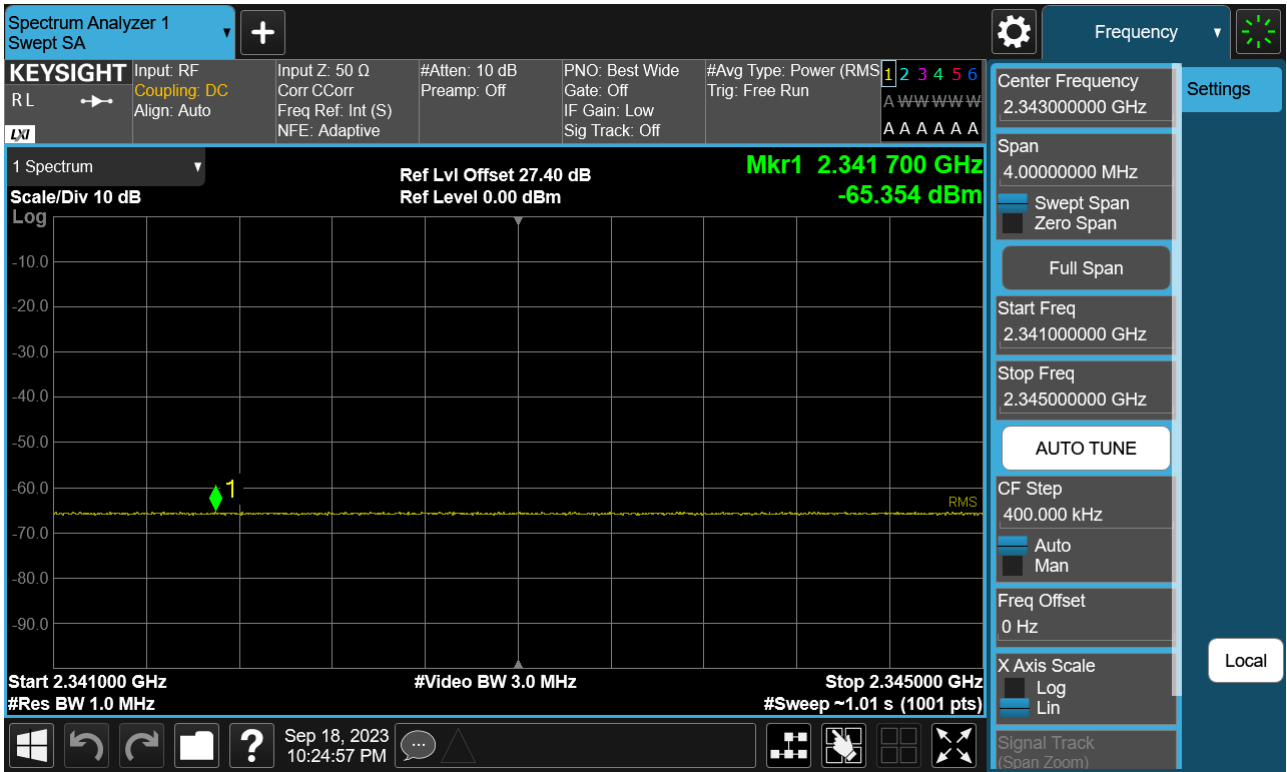 Spectrum Analyzer 1
Swept SA
+
Frequency
KEYSIGHT
R L
LXI
Input: RF
Coupling: DC
Align: Auto
Input Z: 50 Ω
Corr CCorr
Freq Ref: Int (S)
NFE: Adaptive
#Atten: 10 dB
Preamp: Off
PNO: Best Wide
Gate: Off
IF Gain: Low
Sig Track: Off
#Avg Type: Power (RMS
Trig: Free Run
1 2 3 4 5 6
A W W W W W
A A A A A A
1 Spectrum
Scale/Div 10 dB
Log
Ref Lvl Offset 27.40 dB
Ref Level 0.00 dBm
Mkr1 2.341 700 GHz
-65.354 dBm
-10.0
-20.0
-30.0
-40.0
-50.0
-60.0
-70.0
-80.0
-90.0
1
RMS
Start 2.341000 GHz
#Res BW 1.0 MHz
#Video BW 3.0 MHz
Stop 2.345000 GHz
#Sweep ~1.01 s (1001 pts)
Center Frequency
2.343000000 GHz
Span
4.00000000 MHz
Swept Span
Zero Span
Full Span
Start Freq
2.341000000 GHz
Stop Freq
2.345000000 GHz
AUTO TUNE
CF Step
400.000 kHz
Auto
Man
Freq Offset
0 Hz
X Axis Scale
Log
Lin
Signal Track
(Span Zoom)
Settings
Local
?
Sep 18, 2023
10:24:57 PM